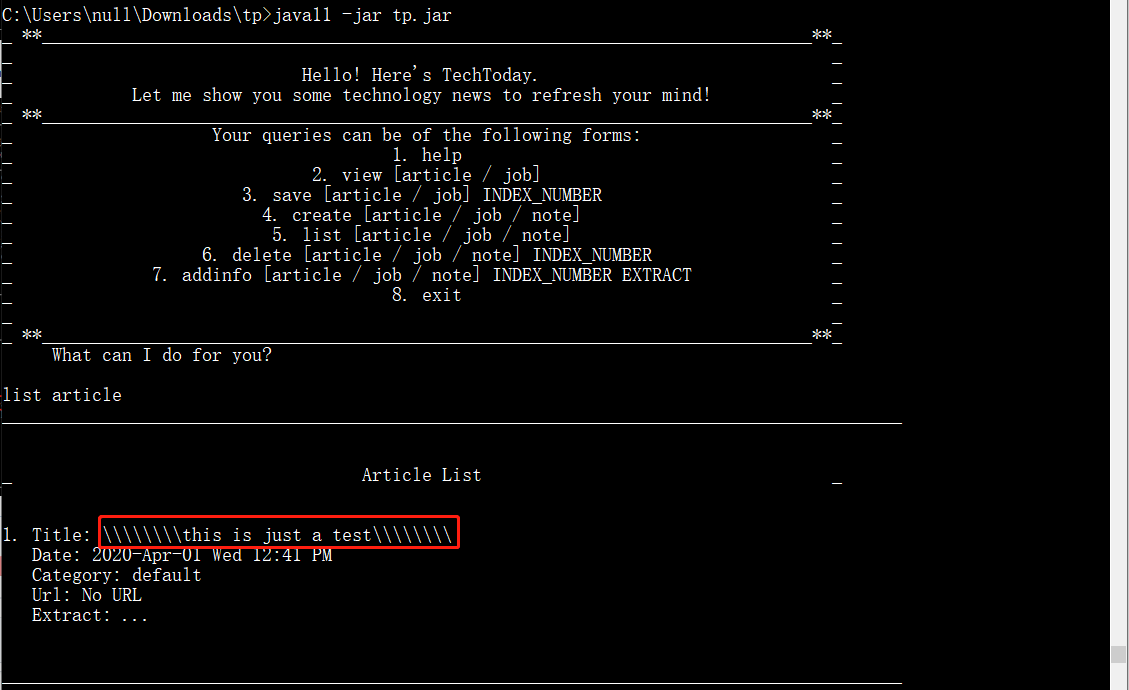 C:\Users\null\Downloads\tp>java11 -jar tp.jar
_ **_____________________________________________________________________________**_
_ _
_ Hello! Here's TechToday. _
_ Let me show you some technology news to refresh your mind! _
_ **_____________________________________________________________________________**_
_ Your queries can be of the following forms: _
_ 1. help _
_ 2. view [article / job] _
_ 3. save [article / job] INDEX_NUMBER _
_ 4. create [article / job / note] _
_ 5. list [article / job / note] _
_ 6. delete [article / job / note] INDEX_NUMBER _
_ 7. addinfo [article / job / note] INDEX_NUMBER EXTRACT _
_ 8. exit _
_ _
_ **_____________________________________________________________________________**_
What can I do for you?
list article
__________________________________________________________________________________________
_ Article List _
1. Title: \\\\\\\\this is just a test\\\\\\\\
Date: 2020-Apr-01 Wed 12:41 PM
Category: default
Url: No URL
Extract: ...
__________________________________________________________________________________________